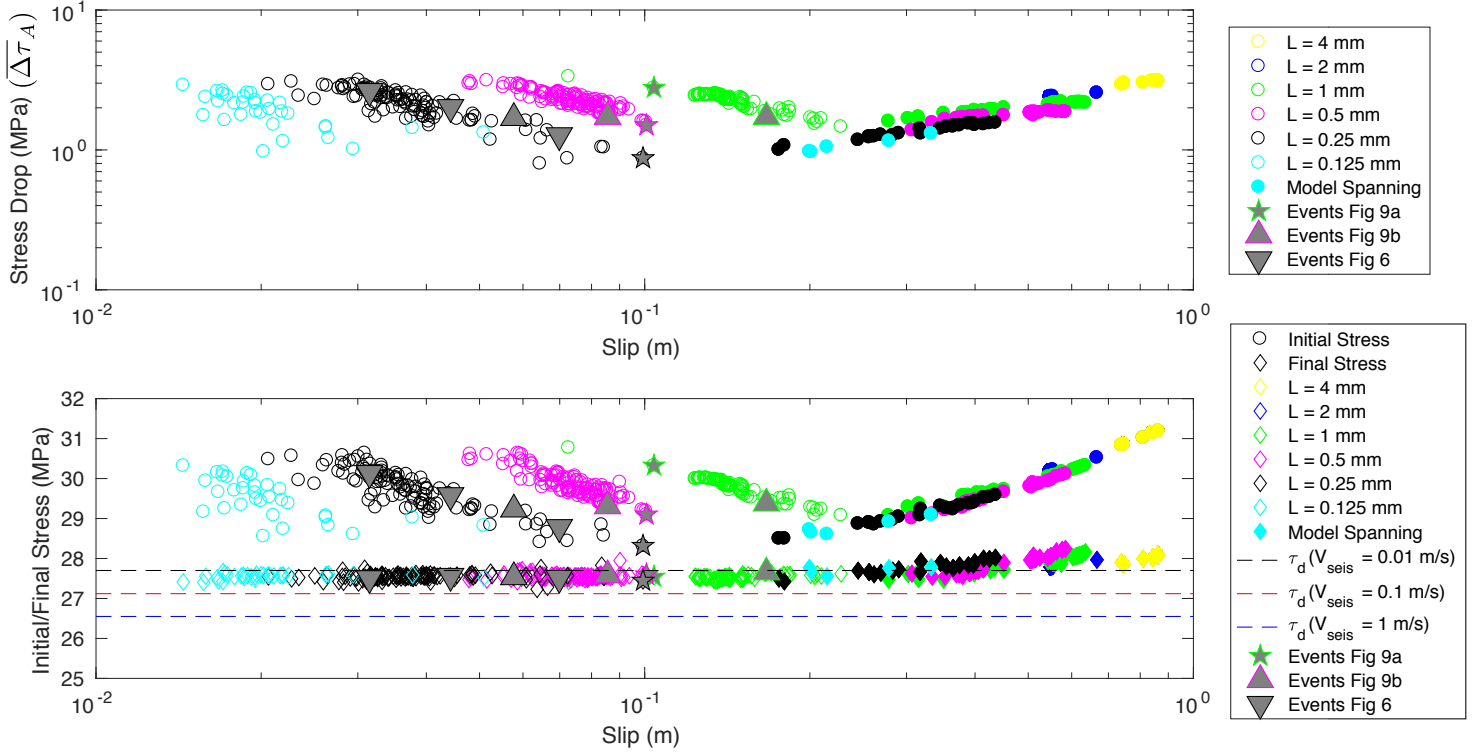 Stress Drop (MPa) (Δτ_A)
10^1
10^0
10^-1
10^-2
10^-1
10^0
Slip (m)
L = 4 mm
L = 2 mm
L = 1 mm
L = 0.5 mm
L = 0.25 mm
L = 0.125 mm
Model Spanning
Events Fig 9a
Events Fig 9b
Events Fig 6
Initial/Final Stress (MPa)
32
31
30
29
28
27
26
25
10^-2
10^-1
10^0
Slip (m)
Initial Stress
Final Stress
L = 4 mm
L = 2 mm
L = 1 mm
L = 0.5 mm
L = 0.25 mm
L = 0.125 mm
Model Spanning
τ_d (V_seis = 0.01 m/s)
τ_d (V_seis = 0.1 m/s)
τ_d (V_seis = 1 m/s)
Events Fig 9a
Events Fig 9b
Events Fig 6